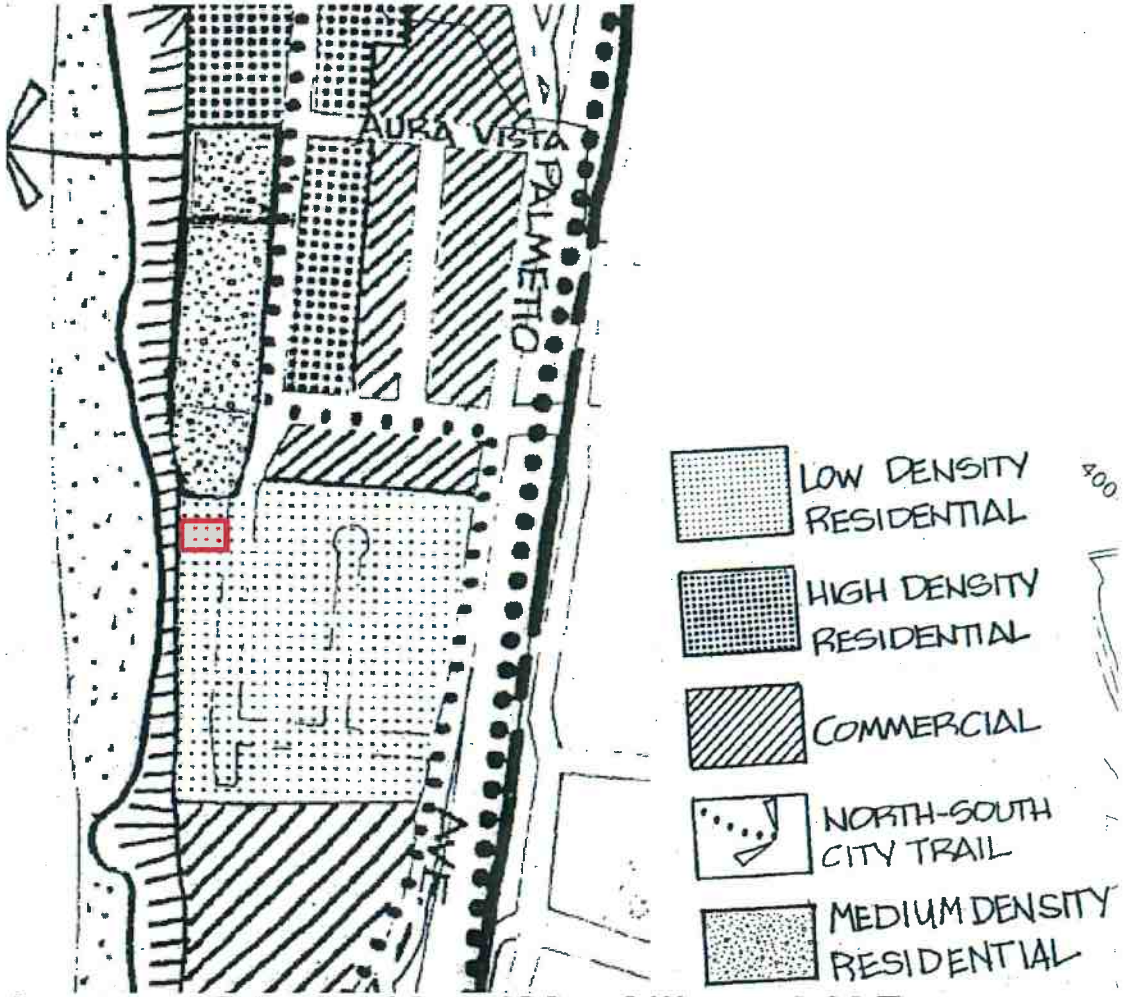 AURA VISTA
PALMETTO
AVE
LOW DENSITY
RESIDENTIAL
HIGH DENSITY
RESIDENTIAL
COMMERCIAL
NORTH-SOUTH
CITY TRAIL
MEDIUM DENSITY
RESIDENTIAL
400